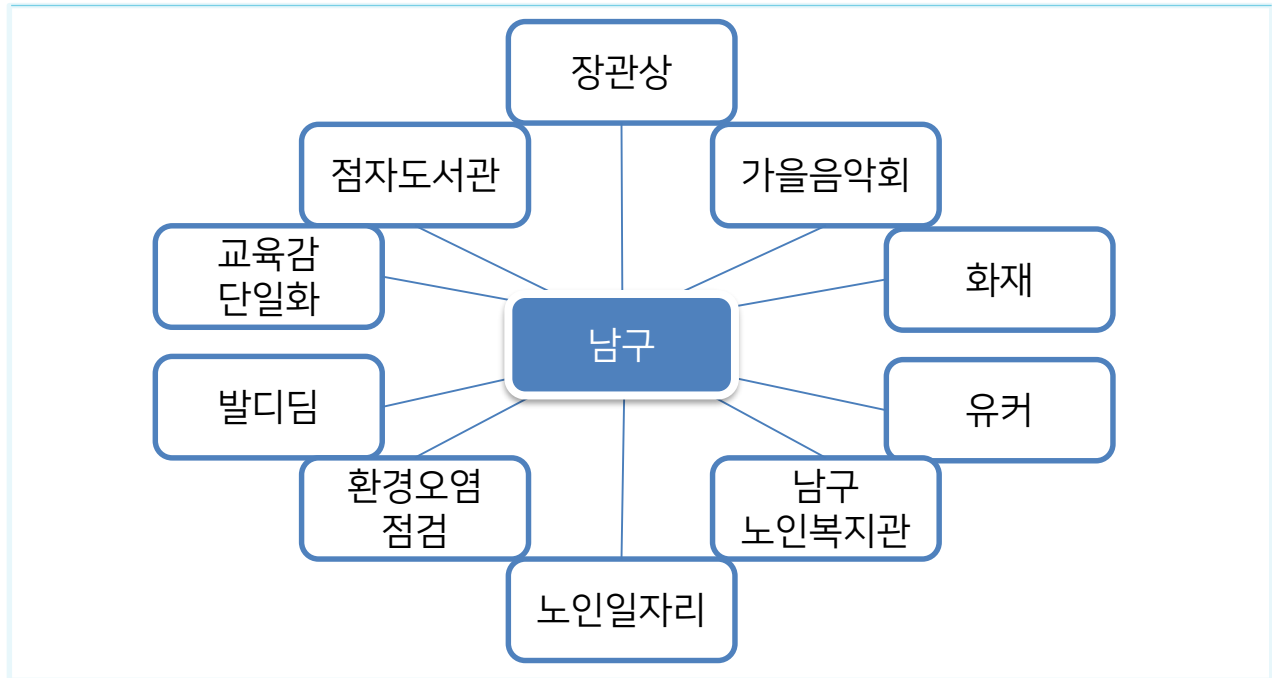 장관상
점자도서관
가을음악회
교육감
단일화
화재
남구
발디딤
유커
환경오염
점검
남구
노인복지관
노인일자리